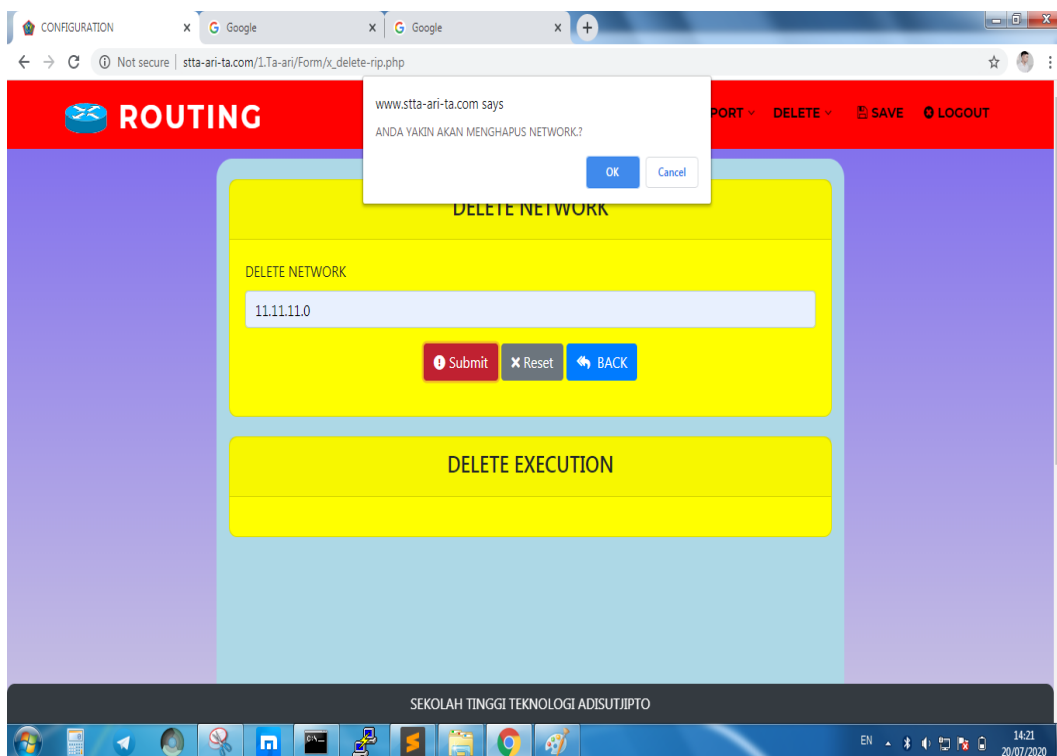 CONFIGURATION
Google
Google
Not secure | stta-ari-ta.com/1.Ta-ari/Form/x_delete-rip.php
ROUTING
PORT
DELETE
SAVE
LOGOUT
www.stta-ari-ta.com says
ANDA YAKIN AKAN MENGHAPUS NETWORK.?
OK
Cancel
DELETE NETWORK
DELETE NETWORK
11.11.11.0
Submit
Reset
BACK
DELETE EXECUTION
SEKOLAH TINGGI TEKNOLOGI ADISUTJIPTO
EN
14:21
20/07/2020